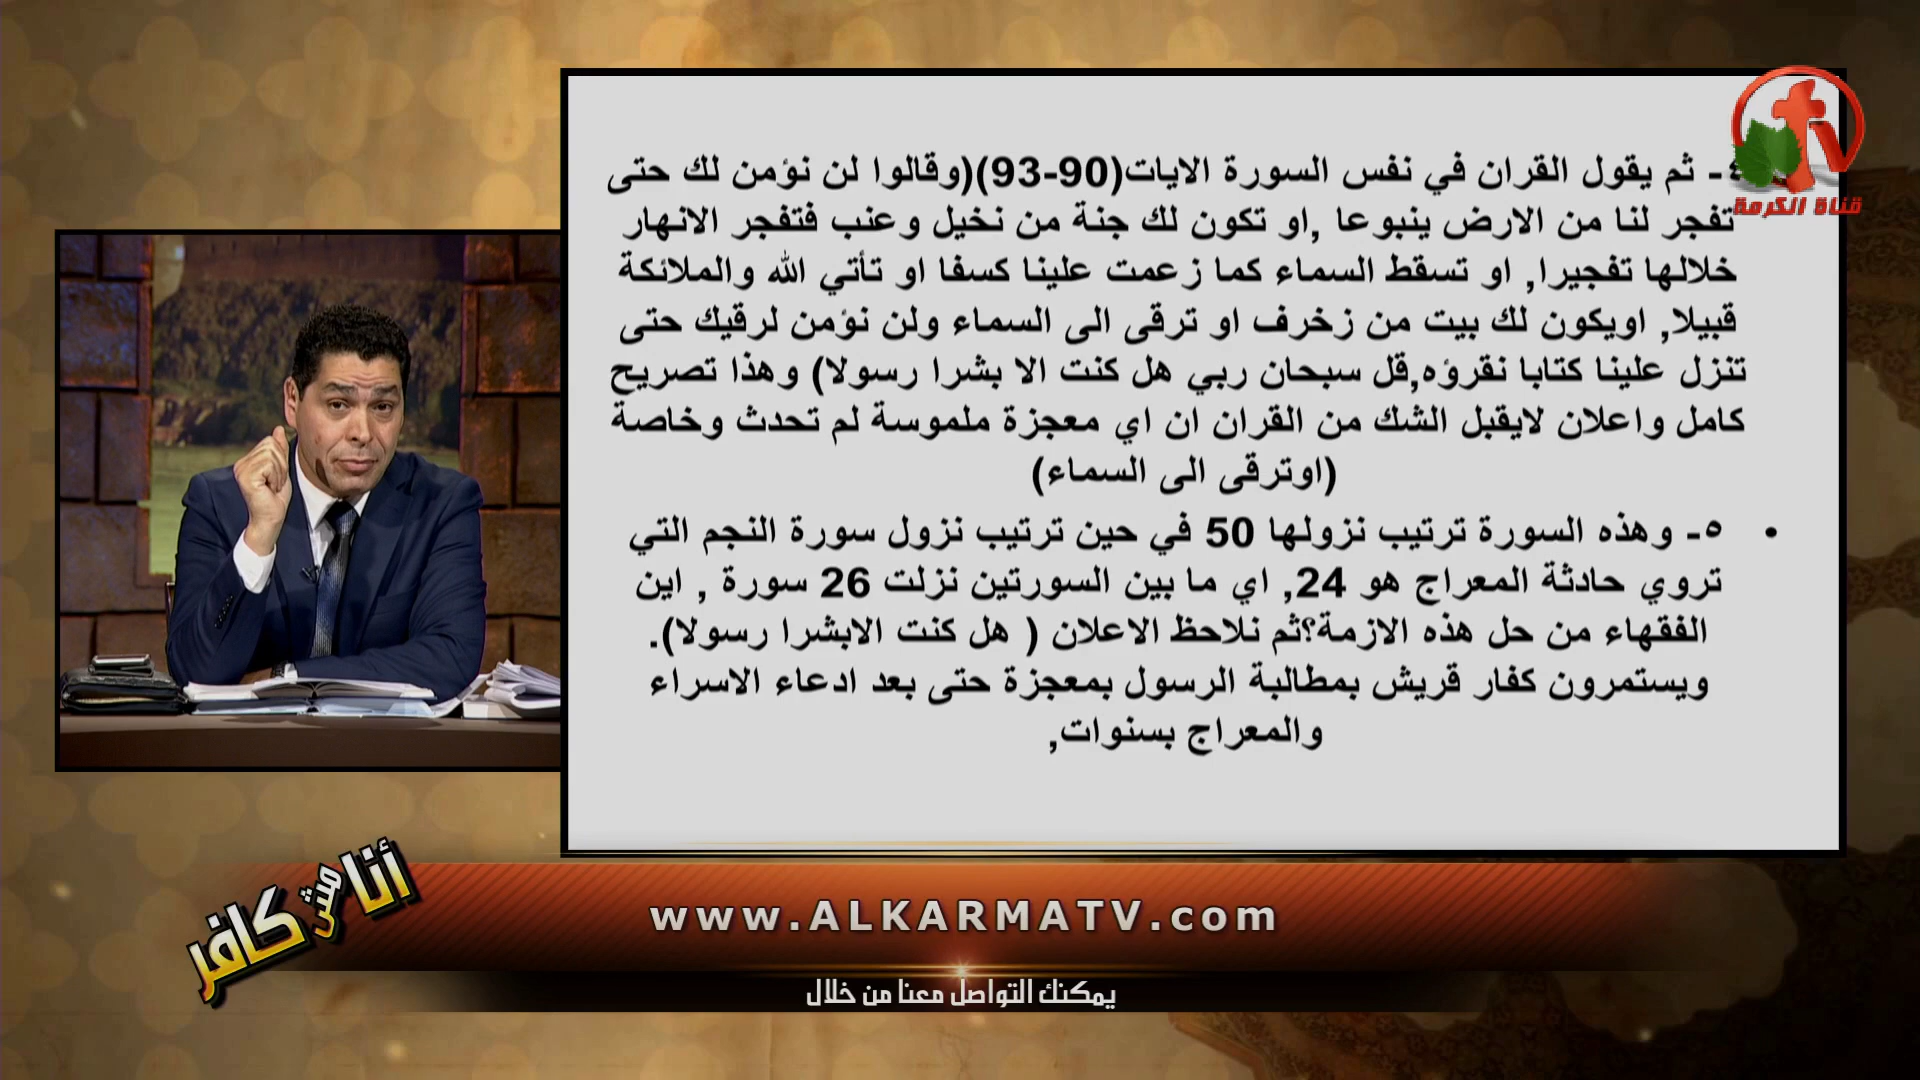 ٤- ثم يقول القران في نفس السورة الايات(90-93)(وقالوا لن نؤمن لك حتى
تفجر لنا من الارض ينبوعا ,او تكون لك جنة من نخيل وعنب فتفجر الانهار
خلالها تفجيرا, او تسقط السماء كما زعمت علينا كسفا او تأتي الله والملائكة
قبيلا, اويكون لك بيت من زخرف او ترقى الى السماء ولن نؤمن لرقيك حتى
تنزل علينا كتابا نقرؤه,قل سبحان ربي هل كنت الا بشرا رسولا) وهذا تصريح
كامل واعلان لايقبل الشك من القران ان اي معجزة ملموسة لم تحدث وخاصة
(اوترقى الى السماء)
• ٥- وهذه السورة ترتيب نزولها 50 في حين ترتيب نزول سورة النجم التي
تروي حادثة المعراج هو 24, اي ما بين السورتين نزلت 26 سورة , اين
الفقهاء من حل هذه الازمة؟ثم نلاحظ الاعلان ( هل كنت الابشرا رسولا).
ويستمرون كفار قريش بمطالبة الرسول بمعجزة حتى بعد ادعاء الاسراء
والمعراج بسنوات,
tv
قناة الكرمة
أنا مش كافر
www.ALKARMATV.com
يمكنك التواصل معنا من خلال